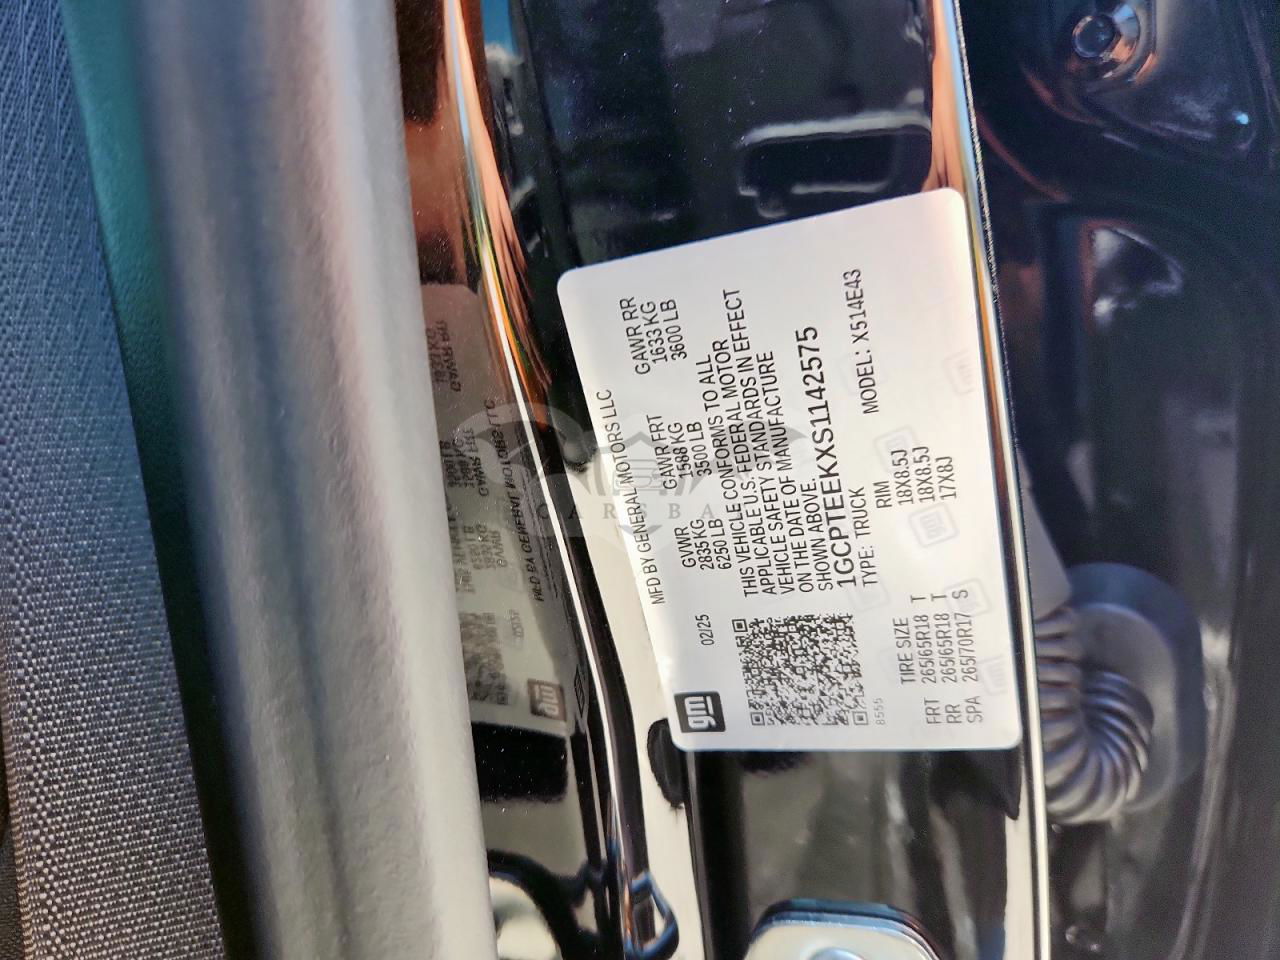 gm
MFD BY GENERAL MOTORS LLC
02/25
GVWR GAWR FRT GAWR RR
2835 KG 1588 KG 1633 KG
6250 LB 3500 LB 3600 LB
THIS VEHICLE CONFORMS TO ALL
APPLICABLE U.S. FEDERAL MOTOR
VEHICLE SAFETY STANDARDS IN EFFECT
ON THE DATE OF MANUFACTURE
SHOWN ABOVE.
1GCPTEEKXS1142575
TYPE: TRUCK MODEL: X514E43
8555
TIRE SIZE RIM
FRT 265/65R18 T 18X8.5J
RR 265/65R18 T 18X8.5J
SPA 265/70R17 S 17X8J